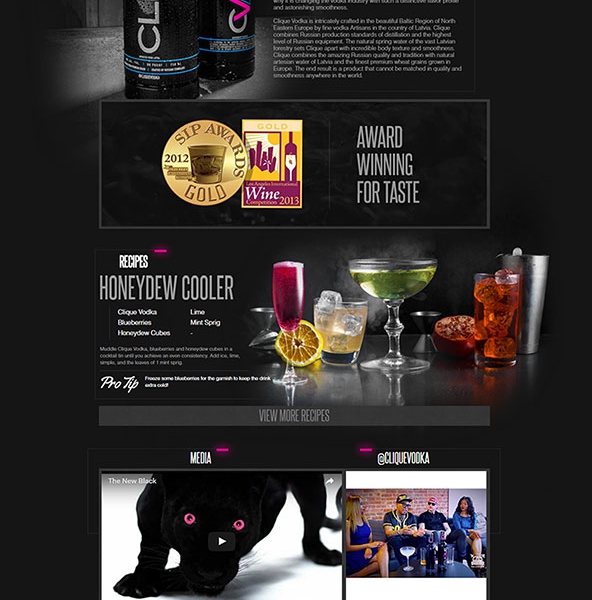 why it is changing the vodka industry with such a distinctive flavor profile
and astonishing smoothness.
Clique Vodka is intricately crafted in the beautiful Baltic Region of North
Eastern Europe by fine vodka Artisans in the country of Latvia. Clique
combines Russian production standards of distillation and the highest
level of Russian equipment. The natural spring water of the vast Latvian
forestry sets Clique apart with incredible body texture and smoothness.
Clique combines the amazing Russian quality and tradition with natural
artesian water of Latvia and the finest premium wheat grains grown in
Europe. The end result is a product that cannot be matched in quality and
smoothness anywhere in the world.
CLI
SIP AWARDS
2012
GOLD
GOLD
Los Angeles International
Wine
Competition 2013
AWARD
WINNING
FOR TASTE
RECIPES
HONEYDEW COOLER
Clique Vodka Lime
Blueberries Mint Sprig
Honeydew Cubes -
Muddle Clique Vodka, blueberries and honeydew cubes in a
cocktail tin until you achieve an even consistency. Add ice, lime,
simple, and the leaves of 1 mint sprig.
Pro Tip Freeze some blueberries for the garnish to keep the drink
extra cold!
VIEW MORE RECIPES
MEDIA
@CLIQUEVODKA
The New Black